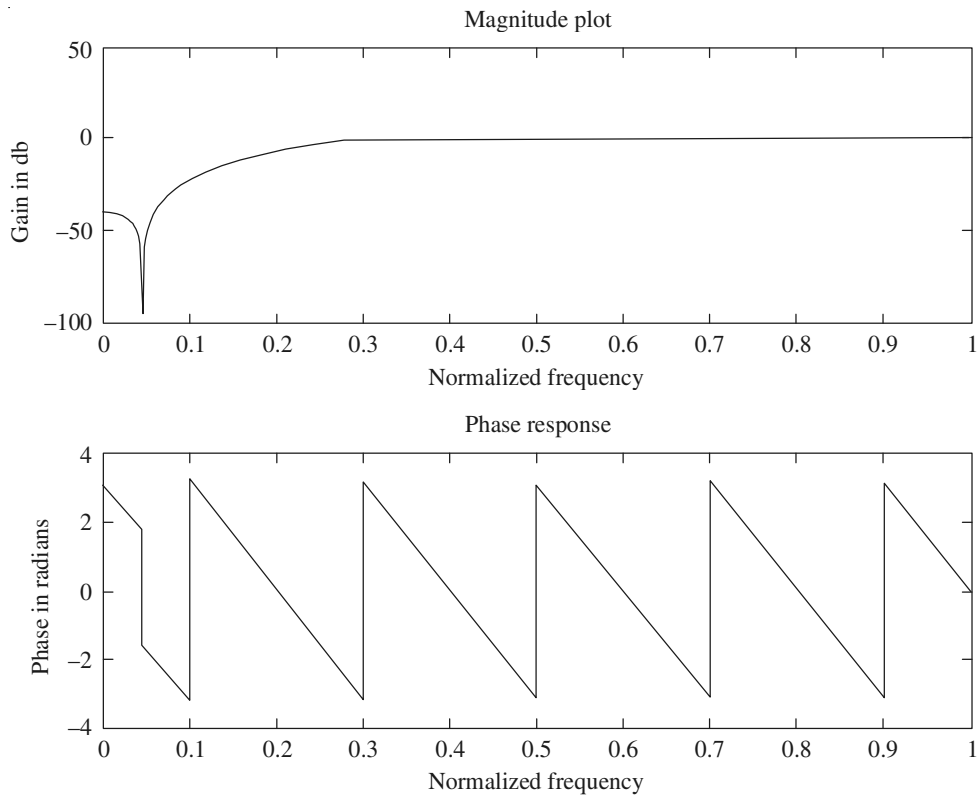 Magnitude plot
50
0
–50
–100
Gain in db
0 0.1 0.2 0.3 0.4 0.5 0.6 0.7 0.8 0.9 1
Normalized frequency
Phase response
4
2
0
–2
–4
Phase in radians
0 0.1 0.2 0.3 0.4 0.5 0.6 0.7 0.8 0.9 1
Normalized frequency